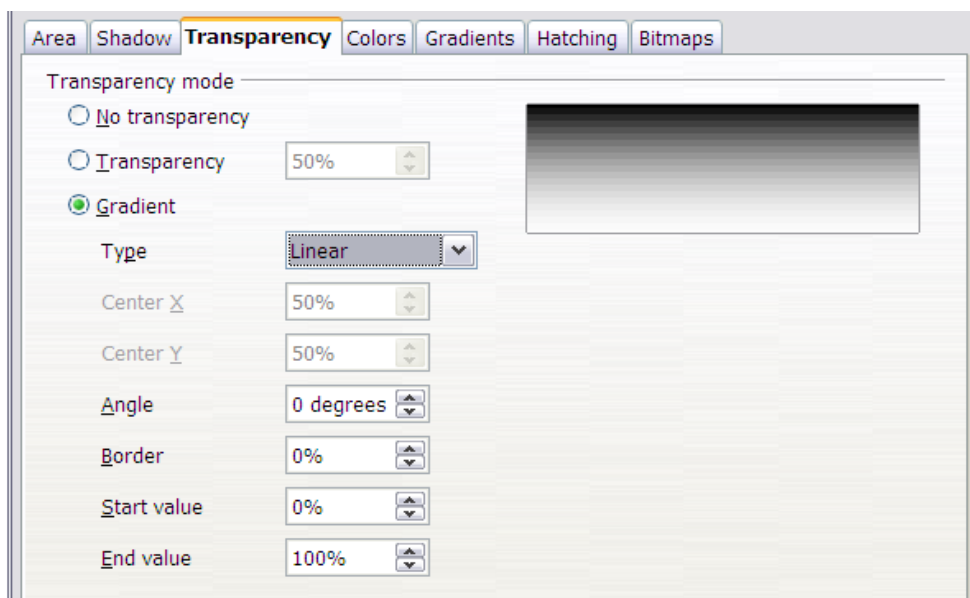 Area Shadow Transparency Colors Gradients Hatching Bitmaps
Transparency mode
No transparency
Transparency 50%
Gradient
Type Linear
Center X 50%
Center Y 50%
Angle 0 degrees
Border 0%
Start value 0%
End value 100%